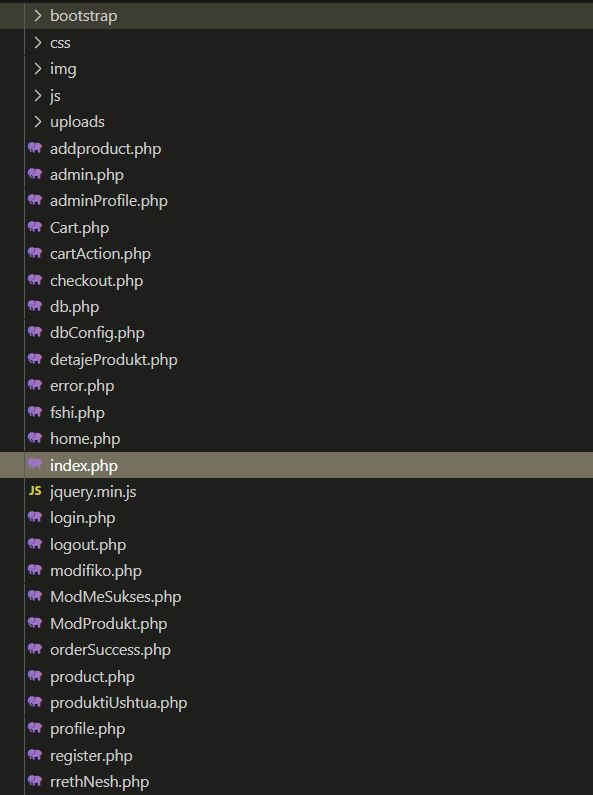 bootstrap
css
img
js
uploads
addproduct.php
admin.php
adminProfile.php
Cart.php
cartAction.php
checkout.php
db.php
dbConfig.php
detajeProdukt.php
error.php
fshi.php
home.php
index.php
JS jquery.min.js
login.php
logout.php
modifiko.php
ModMeSukses.php
ModProdukt.php
orderSuccess.php
product.php
produktiUshtua.php
profile.php
register.php
rrethNesh.php